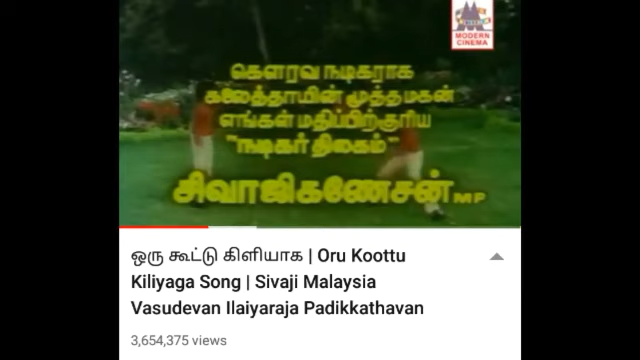 MODERN
CINEMA
கௌரவ நடிகராக
கலைத்தாயின் முத்தமகன்
எங்கள் மதிப்பிற்குரிய
"நடிகர் திலகம்"
சிவாஜிகணேசன் MP
ஒரு கூட்டு கிளியாக | Oru Koottu
Kiliyaga Song | Sivaji Malaysia
Vasudevan Ilaiyaraja Padikkathavan
3,654,375 views